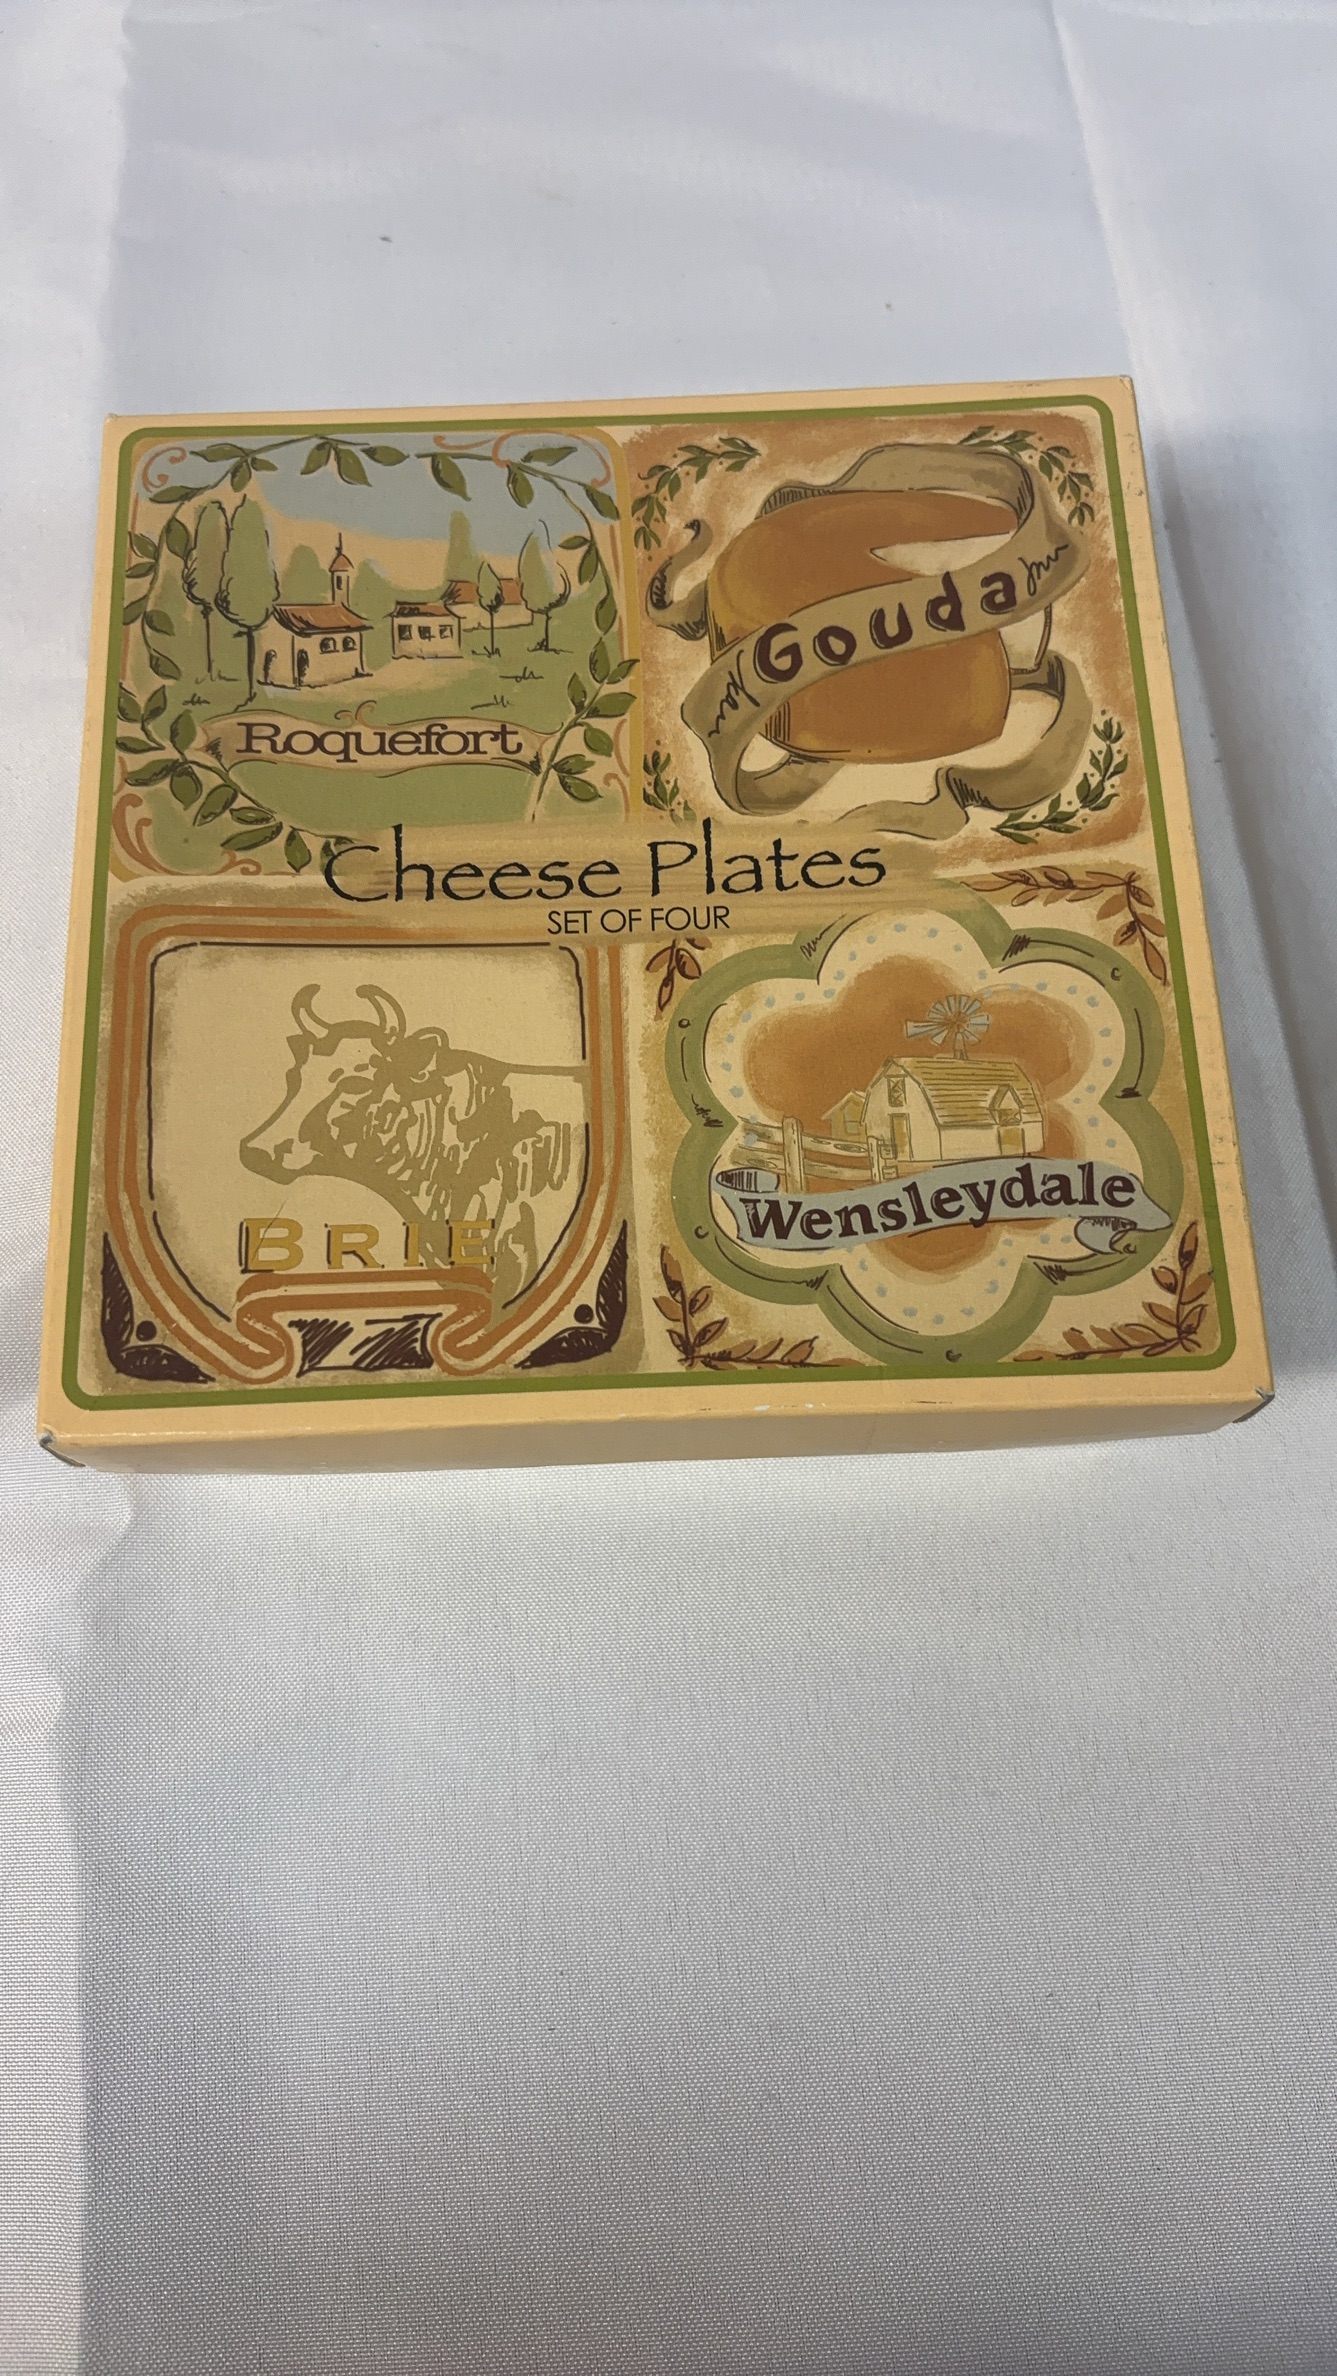 Roquefort
Gouda
Cheese Plates
SET OF FOUR
BRIE
Wensleydale